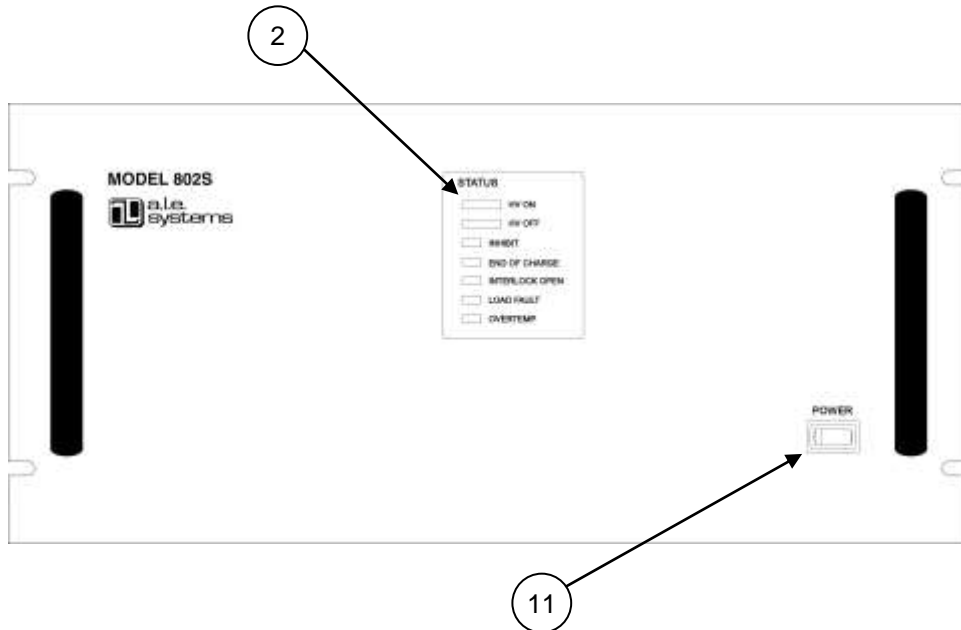 2
MODEL 802S
a.l.e.
systems
STATUS
HV ON
HV OFF
INHIBIT
END OF CHARGE
INTERLOCK OPEN
LOAD FAULT
OVERTEMP
POWER
11